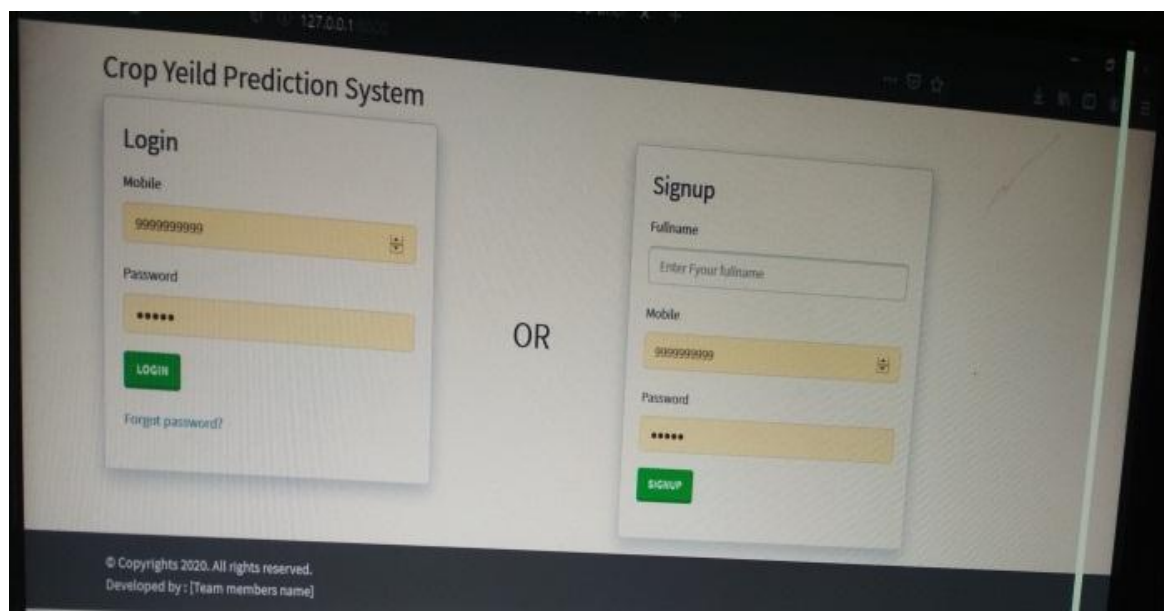 127.0.0.1
Crop Yeild Prediction System
Login
Mobile
9999999999
Password
•••••
LOGIN
Forgot password?
OR
Signup
Fullname
Enter Fyour fullname
Mobile
9999999999
Password
•••••
SIGNUP
© Copyrights 2020. All rights reserved.
Developed by : [Team members name]